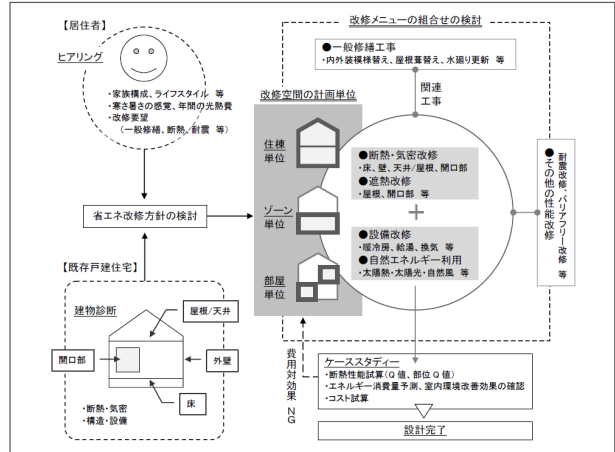 【居住者】
ヒアリング
・家族構成、ライフスタイル 等
・寒さ暑さの感覚、年間の光熱費
・改修要望
(一般修繕、断熱/耐震 等)
省エネ改修方針の検討
【既存戸建住宅】
建物診断
屋根/天井
開口部
外壁
床
・断熱・気密
・構造・設備
改修メニューの組合せの検討
●一般修繕工事
・内外装模様替え、屋根葺替え、水廻り更新 等
関連
工事
改修空間の計画単位
住棟
単位
ゾーン
単位
部屋
単位
●断熱・気密改修
・床、壁、天井/屋根、開口部
●遮熱改修
・屋根、開口部 等
+
●設備改修
・暖冷房、給湯、換気 等
●自然エネルギー利用
・太陽熱・太陽光・自然風 等
●その他の性能改修
耐震改修、バリアフリー改修 等
費用対効果 NG
ケーススタディー
・断熱性能試算(Q値、部位Q値)
・エネルギー消費量予測、室内環境改善効果の確認
・コスト試算
設計完了